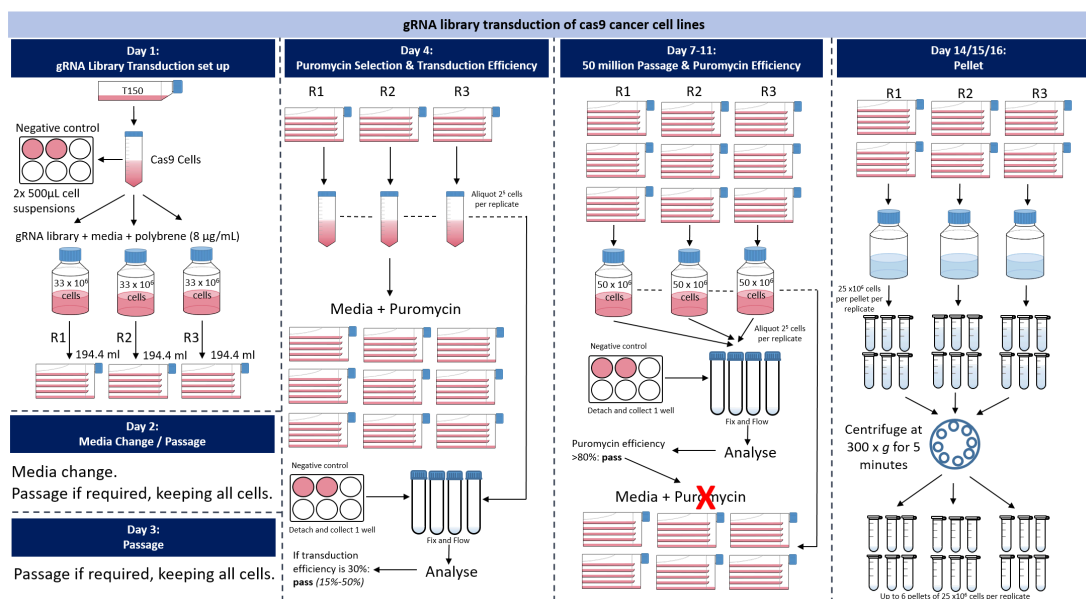 gRNA library transduction of cas9 cancer cell lines
Day 1:
gRNA Library Transduction set up
T150
Negative control
Cas9 Cells
2x 500µL cell
suspensions
gRNA library + media + polybrene (8 µg/mL)
33 x 10⁶
cells
33 x 10⁶
cells
33 x 10⁶
cells
R1
R2
R3
194.4 ml
194.4 ml
194.4 ml
Day 2:
Media Change / Passage
Media change.
Passage if required, keeping all cells.
Day 3:
Passage
Passage if required, keeping all cells.
Day 4:
Puromycin Selection & Transduction Efficiency
R1
R2
R3
Aliquot 2⁵ cells
per replicate
Media + Puromycin
Negative control
Detach and collect 1 well
Fix and Flow
Analyse
If transduction
efficiency is 30%:
pass (15%-50%)
Day 7-11:
50 million Passage & Puromycin Efficiency
R1
R2
R3
50 x 10⁶
cells
50 x 10⁶
cells
50 x 10⁶
cells
Aliquot 2⁵ cells
per replicate
Negative control
Detach and collect 1 well
Fix and Flow
Analyse
Puromycin efficiency
>80%: pass
Media + Puromycin
X
Day 14/15/16:
Pellet
R1
R2
R3
25 x10⁶ cells
per pellet per
replicate
Centrifuge at
300 x g for 5
minutes
Up to 6 pellets of 25 x10⁶ cells per replicate